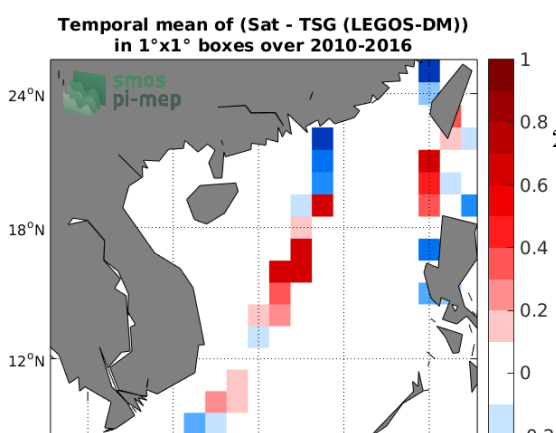 Temporal mean of (Sat - TSG (LEGOS-DM))
in 1°x1° boxes over 2010-2016
smos
pi-mep
24°N
18°N
12°N
1
0.8
0.6
0.4
0.2
0